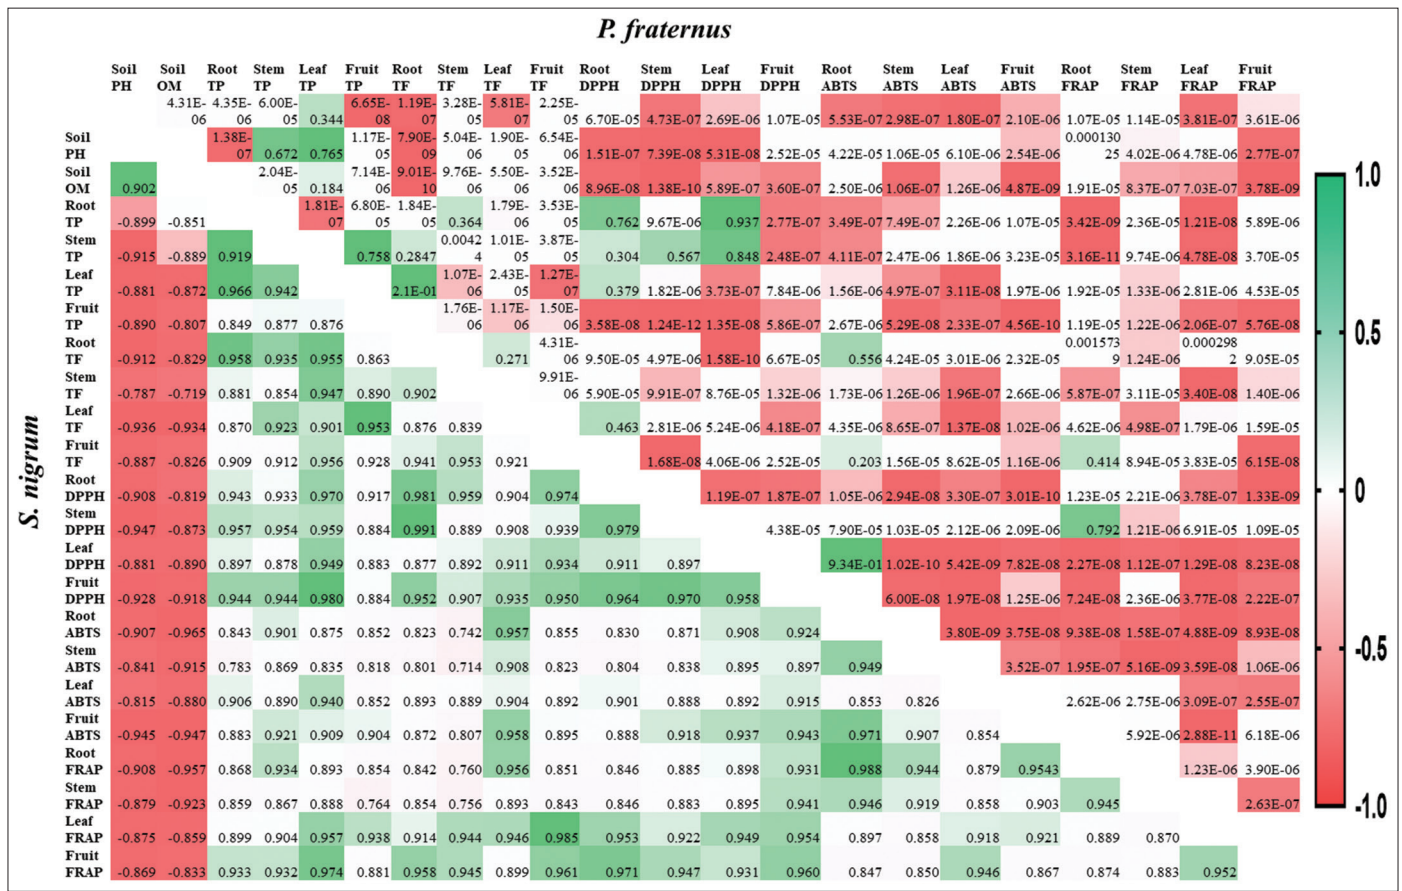 P. fraternus
Soil Soil Root Stem Leaf Fruit Root Stem Leaf Fruit Root Stem Leaf Fruit Root Stem Leaf Fruit Root Stem Leaf Fruit
PH OM TP TP TP TP TF TF TF TF DPPH DPPH DPPH DPPH ABTS ABTS ABTS ABTS FRAP FRAP FRAP FRAP
4.31E- 4.35E- 6.00E- 6.65E- 1.19E- 3.28E- 5.81E- 2.25E-
06 06 05 0.344 08 07 05 07 05 6.70E-05 4.73E-07 2.69E-06 1.07E-05 5.53E-07 2.98E-07 1.80E-07 2.10E-06 1.07E-05 1.14E-05 3.81E-07 3.61E-06
Soil 1.38E- 1.17E- 7.90E- 5.04E- 1.90E- 6.54E- 0.000130
PH 07 0.672 0.765 05 09 06 05 06 1.51E-07 7.39E-08 5.31E-08 2.52E-05 4.22E-05 1.06E-05 6.10E-06 2.54E-06 25 4.02E-06 4.78E-06 2.77E-07
Soil 2.04E- 7.14E- 9.01E- 9.76E- 5.50E- 3.52E-
OM 0.902 05 0.184 06 10 06 06 06 8.96E-08 1.38E-10 5.89E-07 3.60E-07 2.50E-06 1.06E-07 1.26E-06 4.87E-09 1.91E-05 8.37E-07 7.03E-07 3.78E-09
Root 1.81E- 6.80E- 1.84E- 1.79E- 3.53E-
TP -0.899 -0.851 07 05 05 0.364 06 05 0.762 9.67E-06 0.937 2.77E-07 3.49E-07 7.49E-07 2.26E-06 1.07E-05 3.42E-09 2.36E-05 1.21E-08 5.89E-06
Stem 0.0042 1.01E- 3.87E-
TP -0.915 -0.889 0.919 0.758 0.2847 4 05 05 0.304 0.567 0.848 2.48E-07 4.11E-07 2.47E-06 1.86E-06 3.23E-05 3.16E-11 9.74E-06 4.78E-08 3.70E-05
Leaf 1.07E- 2.43E- 1.27E-
TP -0.881 -0.872 0.966 0.942 2.1E-01 06 05 07 0.379 1.82E-06 3.73E-07 7.84E-06 1.56E-06 4.97E-07 3.11E-08 1.97E-06 1.92E-05 1.33E-06 2.81E-06 4.53E-05
Fruit 1.76E- 1.17E- 1.50E-
TP -0.890 -0.807 0.849 0.877 0.876 06 06 06 3.58E-08 1.24E-12 1.35E-08 5.86E-07 2.67E-06 5.29E-08 2.33E-07 4.56E-10 1.19E-05 1.22E-06 2.06E-07 5.76E-08
Root 4.31E- 0.001573 0.000298
TF -0.912 -0.829 0.958 0.935 0.955 0.863 0.271 06 9.50E-05 4.97E-06 1.58E-10 6.67E-05 0.556 4.24E-05 3.01E-06 2.32E-05 9 1.24E-06 2 9.05E-05
Stem 9.91E-
TF -0.787 -0.719 0.881 0.854 0.947 0.890 0.902 06 5.90E-05 9.91E-07 8.76E-05 1.32E-06 1.73E-06 1.26E-06 1.96E-07 2.66E-06 5.87E-07 3.11E-05 3.40E-08 1.40E-06
Leaf
TF -0.936 -0.934 0.870 0.923 0.901 0.953 0.876 0.839 0.463 2.81E-06 5.24E-06 4.18E-07 4.35E-06 8.65E-07 1.37E-08 1.02E-06 4.62E-06 4.98E-07 1.79E-06 1.59E-05
Fruit
TF -0.887 -0.826 0.909 0.912 0.956 0.928 0.941 0.953 0.921 1.68E-08 4.06E-06 2.52E-05 0.203 1.56E-05 8.62E-05 1.16E-06 0.414 8.94E-05 3.83E-05 6.15E-08
Root
DPPH -0.908 -0.819 0.943 0.933 0.970 0.917 0.981 0.959 0.904 0.974 1.19E-07 1.87E-07 1.05E-06 2.94E-08 3.30E-07 3.01E-10 1.23E-05 2.21E-06 3.78E-07 1.33E-09
Stem
DPPH -0.947 -0.873 0.957 0.954 0.959 0.884 0.991 0.889 0.908 0.939 0.979 4.38E-05 7.90E-05 1.03E-05 2.12E-06 2.09E-06 0.792 1.21E-06 6.91E-05 1.09E-05
Leaf
DPPH -0.881 -0.890 0.897 0.878 0.949 0.883 0.877 0.892 0.911 0.934 0.911 0.897 9.34E-01 1.02E-10 5.42E-09 7.82E-08 2.27E-08 1.12E-07 1.29E-08 8.23E-08
Fruit
DPPH -0.928 -0.918 0.944 0.944 0.980 0.884 0.952 0.907 0.935 0.950 0.964 0.970 0.958 6.00E-08 1.97E-08 1.25E-06 7.24E-08 2.36E-06 3.77E-08 2.22E-07
Root
ABTS -0.907 -0.965 0.843 0.901 0.875 0.852 0.823 0.742 0.957 0.855 0.830 0.871 0.908 0.924 3.80E-09 3.75E-08 9.38E-08 1.58E-07 4.88E-09 8.93E-08
Stem
ABTS -0.841 -0.915 0.783 0.869 0.835 0.818 0.801 0.714 0.908 0.823 0.804 0.838 0.895 0.897 0.949 3.52E-07 1.95E-07 5.16E-09 3.59E-08 1.06E-06
Leaf
ABTS -0.815 -0.880 0.906 0.890 0.940 0.852 0.893 0.889 0.904 0.892 0.901 0.888 0.892 0.915 0.853 0.826 2.62E-06 2.75E-06 3.09E-07 2.55E-07
Fruit
ABTS -0.945 -0.947 0.883 0.921 0.909 0.904 0.872 0.807 0.958 0.895 0.888 0.918 0.937 0.943 0.971 0.907 0.854 5.92E-06 2.88E-11 6.18E-06
Root
FRAP -0.908 -0.957 0.868 0.934 0.893 0.854 0.842 0.760 0.956 0.851 0.846 0.885 0.898 0.931 0.988 0.944 0.879 0.9543 1.23E-06 3.90E-06
Stem
FRAP -0.879 -0.923 0.859 0.867 0.888 0.764 0.854 0.756 0.893 0.843 0.846 0.883 0.895 0.941 0.946 0.919 0.858 0.903 0.945 2.63E-07
Leaf
FRAP -0.875 -0.859 0.899 0.904 0.957 0.938 0.914 0.944 0.946 0.985 0.953 0.922 0.949 0.954 0.897 0.858 0.918 0.921 0.889 0.870
Fruit
FRAP -0.869 -0.833 0.933 0.932 0.974 0.881 0.958 0.945 0.899 0.961 0.971 0.947 0.931 0.960 0.847 0.850 0.946 0.867 0.874 0.883 0.952
S. nigrum
1.0
0.5
0
-0.5
-1.0